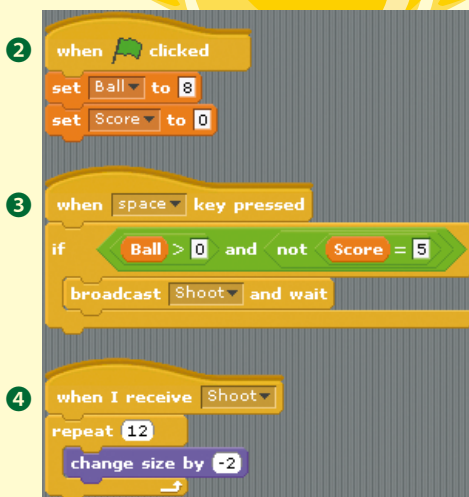 2 when clicked
set Ball to 8
set Score to 0
3 when space key pressed
if Ball > 0 and not Score = 5
broadcast Shoot and wait
4 when I receive Shoot
repeat 12
change size by -2